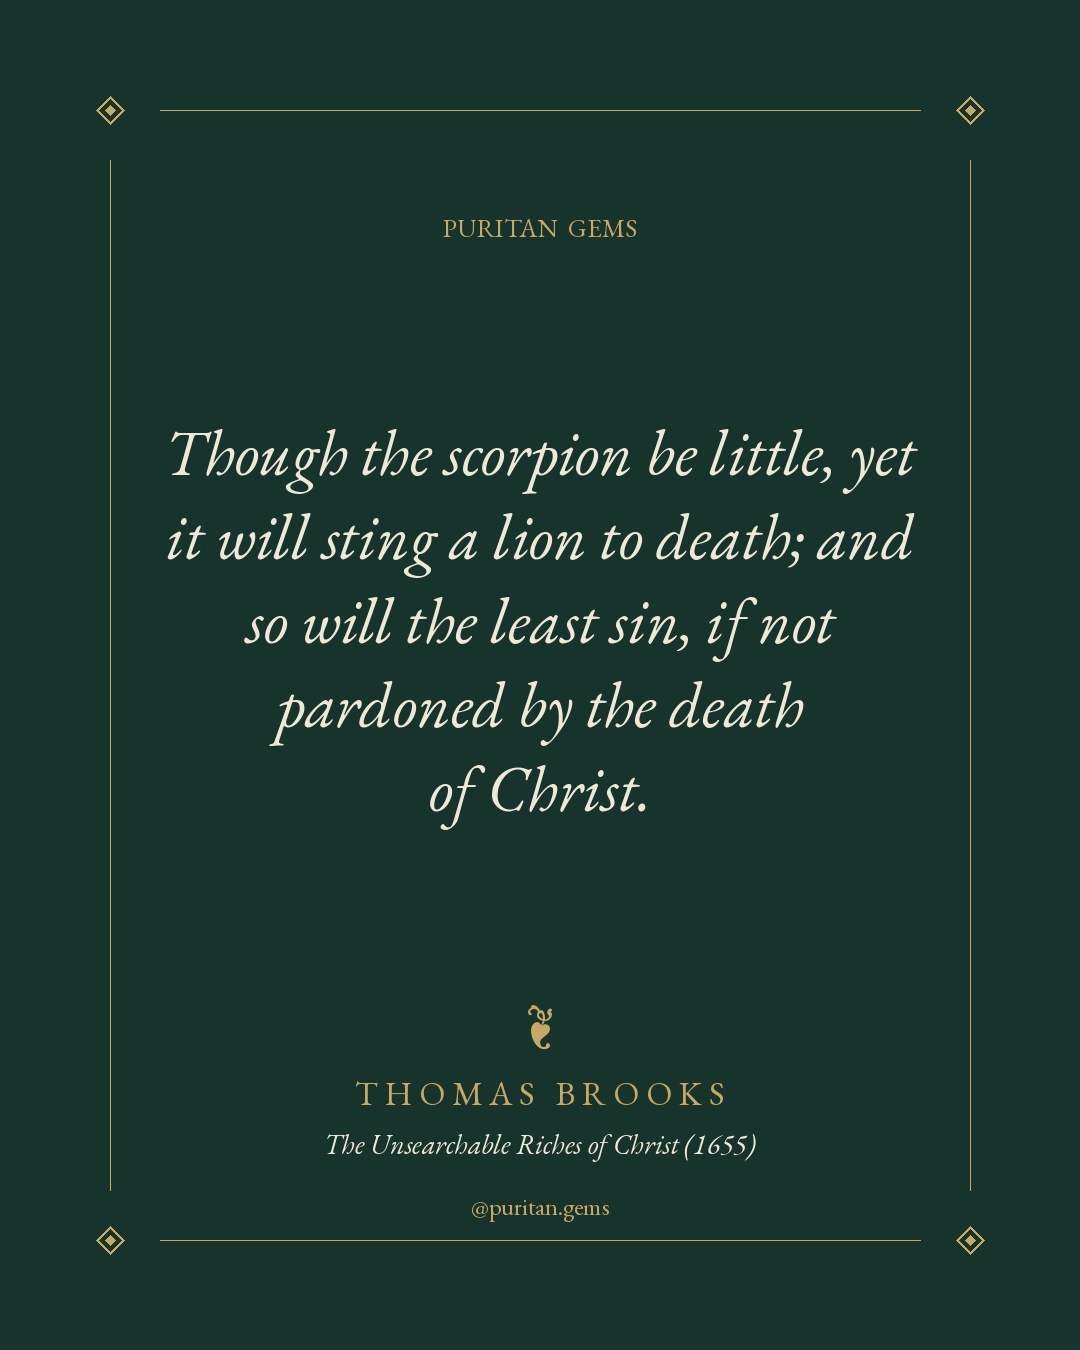 PURITAN GEMS
Though the scorpion be little, yet
it will sting a lion to death; and
so will the least sin, if not
pardoned by the death
of Christ.
❦
THOMAS BROOKS
The Unsearchable Riches of Christ (1655)
@puritan.gems